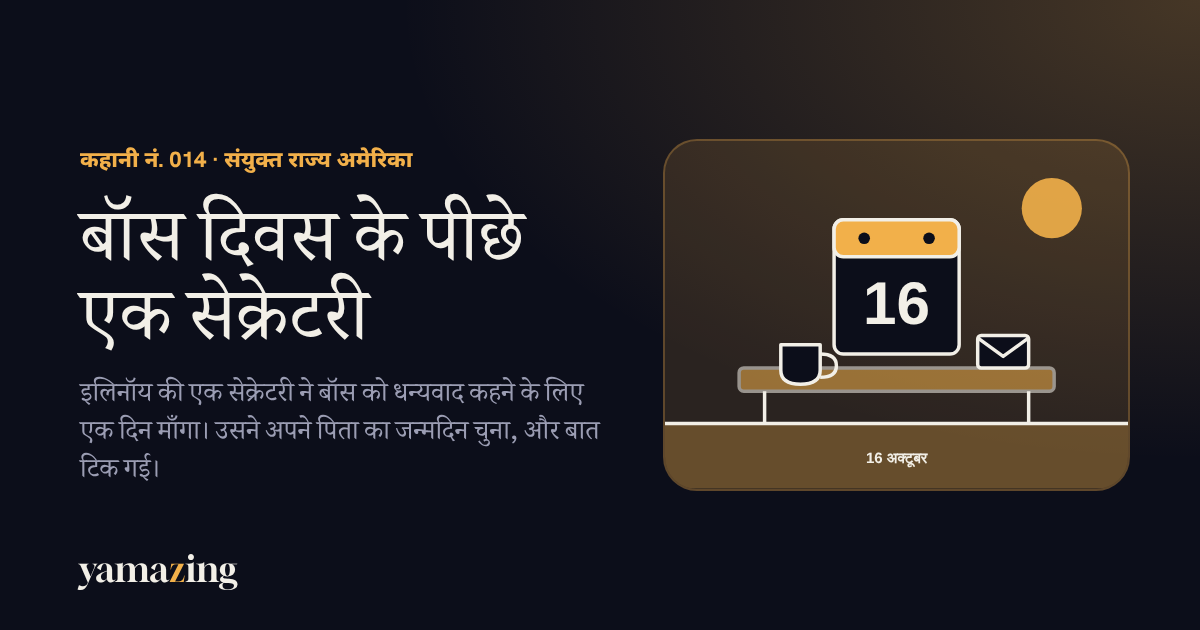 कहानी नं. 014 · संयुक्त राज्य अमेरिका
बॉस दिवस के पीछे
एक सेक्रेटरी
इलिनॉय की एक सेक्रेटरी ने बॉस को धन्यवाद कहने के लिए
एक दिन माँगा। उसने अपने पिता का जन्मदिन चुना, और बात
टिक गई।
16
16 अक्टूबर
yamazing